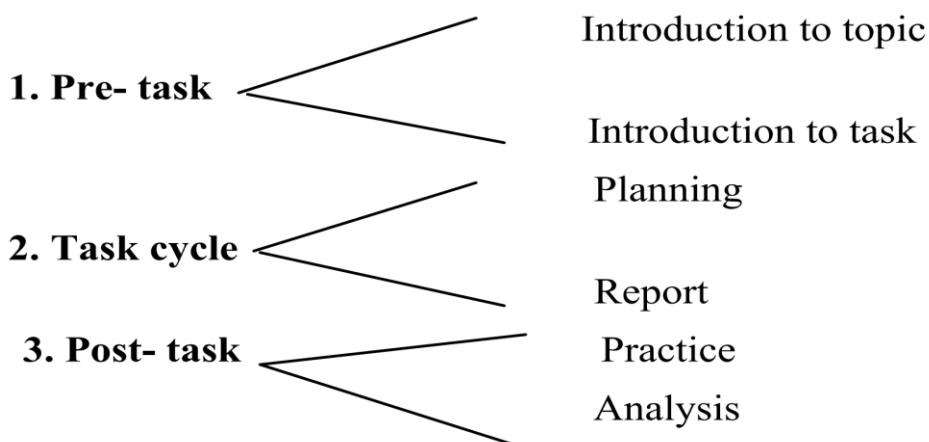 Introduction to topic
1. Pre- task
Introduction to task
Planning
2. Task cycle
Report
3. Post- task
Practice
Analysis